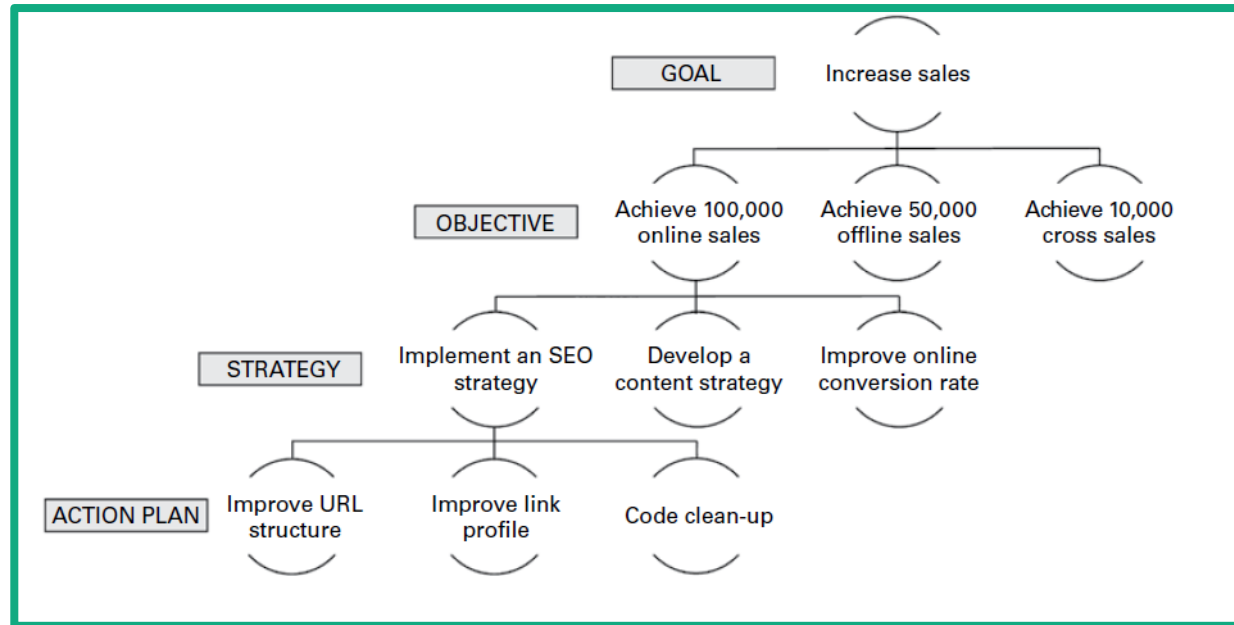 GOAL
Increase sales
OBJECTIVE
Achieve 100,000
online sales
Achieve 50,000
offline sales
Achieve 10,000
cross sales
STRATEGY
Implement an SEO
strategy
Develop a
content strategy
Improve online
conversion rate
ACTION PLAN
Improve URL
structure
Improve link
profile
Code clean-up